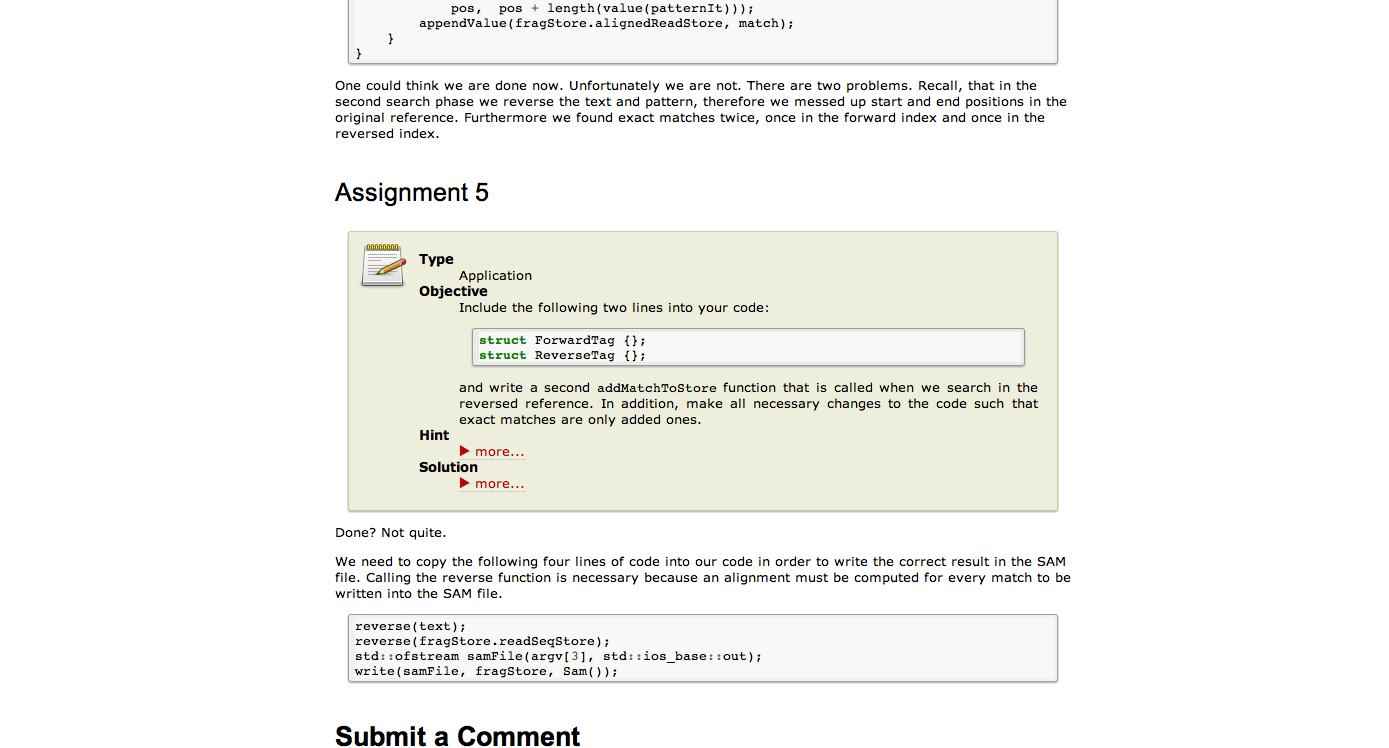 pos,  pos + length(value(patternIt)));
appendValue(fragStore.alignedReadStore, match);
}
}
One could think we are done now. Unfortunately we are not. There are two problems. Recall, that in the
second search phase we reverse the text and pattern, therefore we messed up start and end positions in the
original reference. Furthermore we found exact matches twice, once in the forward index and once in the
reversed index.
Assignment 5
Type
Application
Objective
Include the following two lines into your code:
struct ForwardTag {};
struct ReverseTag {};
and write a second addMatchToStore function that is called when we search in the
reversed reference. In addition, make all necessary changes to the code such that
exact matches are only added ones.
Hint
more...
Solution
more...
Done? Not quite.
We need to copy the following four lines of code into our code in order to write the correct result in the SAM
file. Calling the reverse function is necessary because an alignment must be computed for every match to be
written into the SAM file.
reverse(text);
reverse(fragStore.readSeqStore);
std::ofstream samFile(argv[3], std::ios_base::out);
write(samFile, fragStore, Sam());
Submit a Comment